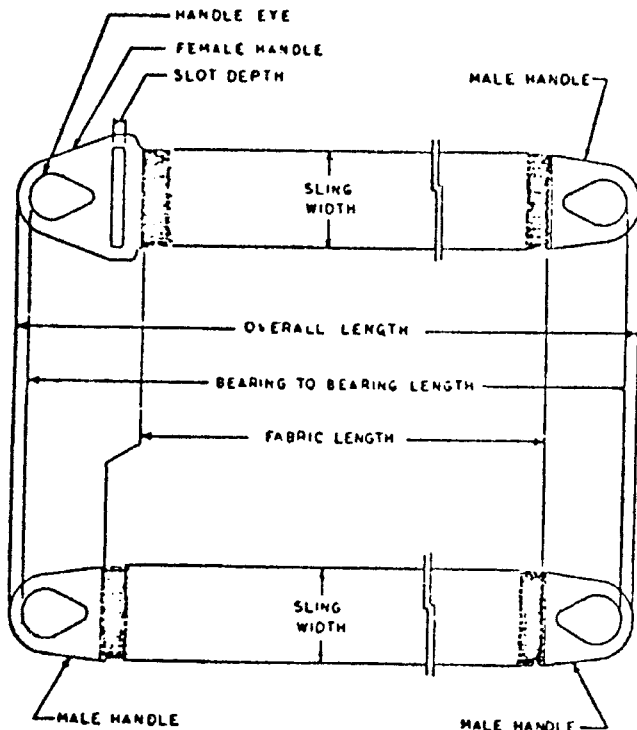 HANDLE EYE
FEMALE HANDLE
SLOT DEPTH
MALE HANDLE
SLING
WIDTH
OVERALL LENGTH
BEARING TO BEARING LENGTH
FABRIC LENGTH
SLING
WIDTH
MALE HANDLE
MALE HANDLE